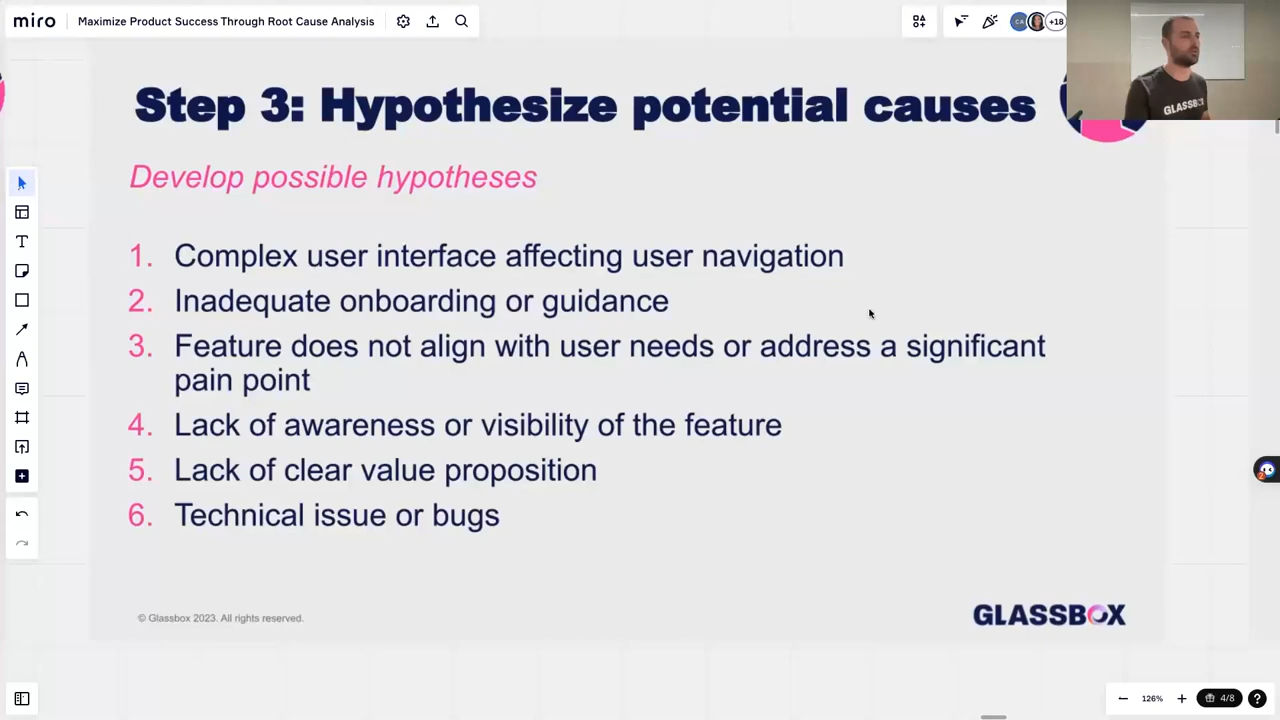 miro
Maximize Product Success Through Root Cause Analysis
CA
+18
GLASSBOX
Step 3: Hypothesize potential causes
Develop possible hypotheses
1. Complex user interface affecting user navigation
2. Inadequate onboarding or guidance
3. Feature does not align with user needs or address a significant
pain point
4. Lack of awareness or visibility of the feature
5. Lack of clear value proposition
6. Technical issue or bugs
© Glassbox 2023. All rights reserved.
GLASSBOX
2
126%
4/8
?